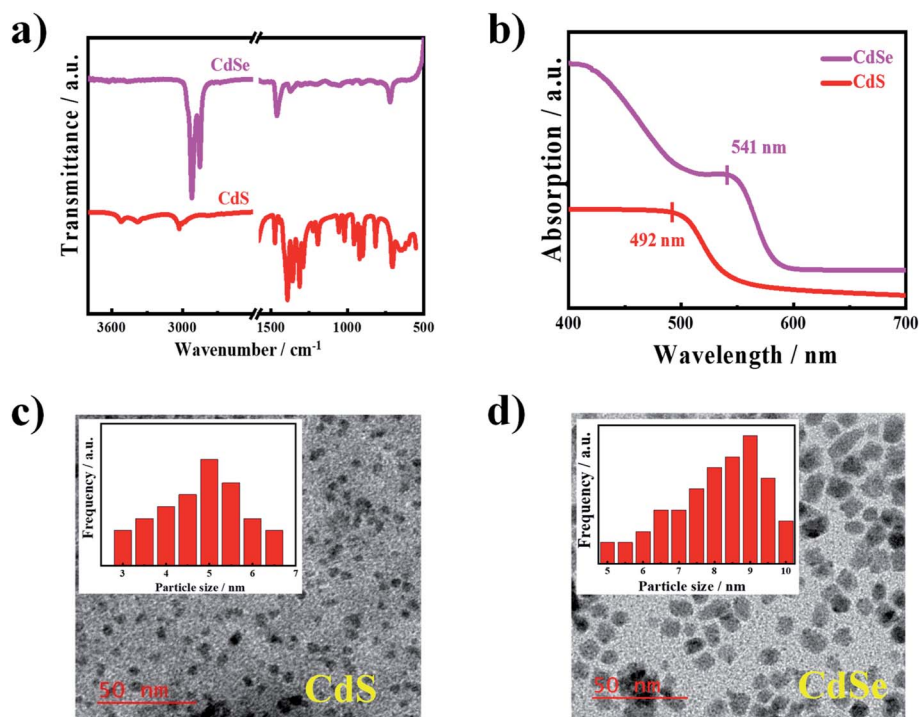 a)
Transmittance / a.u.
CdSe
CdS
3600 3000 1500 1000 500
Wavenumber / cm-1
b)
Absorption / a.u.
CdSe
CdS
541 nm
492 nm
400 500 600 700
Wavelength / nm
c)
Frequency / a.u.
3 4 5 6 7
Particle size / nm
50 nm
CdS
d)
Frequency / a.u.
5 6 7 8 9 10
Particle size / nm
50 nm
CdSe